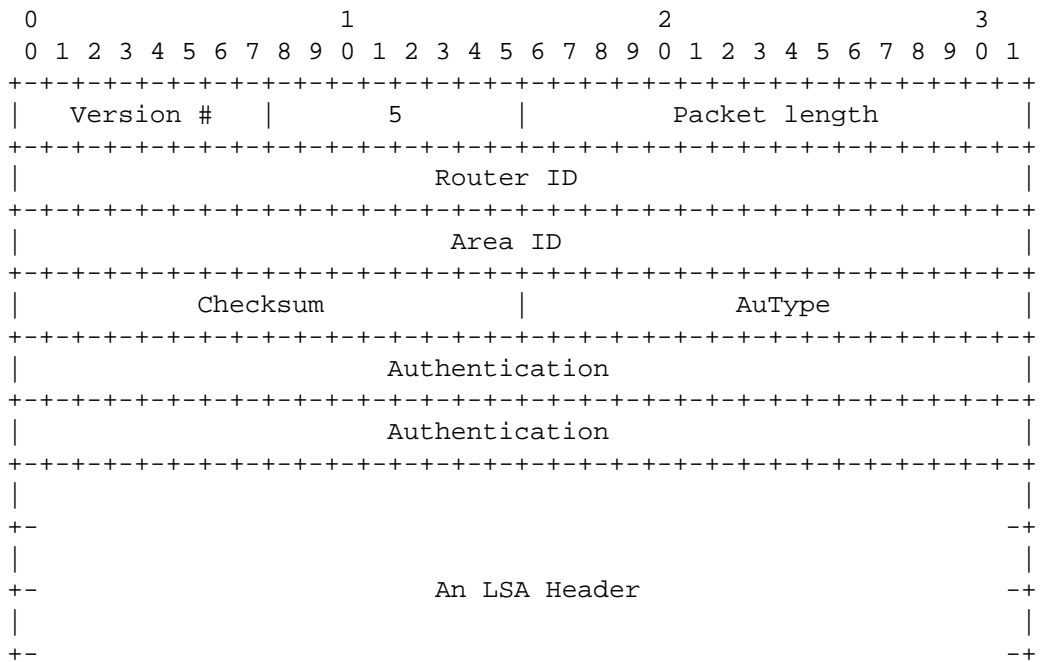 0                   1                   2                   3
 0 1 2 3 4 5 6 7 8 9 0 1 2 3 4 5 6 7 8 9 0 1 2 3 4 5 6 7 8 9 0 1
+-+-+-+-+-+-+-+-+-+-+-+-+-+-+-+-+-+-+-+-+-+-+-+-+-+-+-+-+-+-+-+-+
|   Version #   |       5       |         Packet length         |
+-+-+-+-+-+-+-+-+-+-+-+-+-+-+-+-+-+-+-+-+-+-+-+-+-+-+-+-+-+-+-+-+
|                          Router ID                            |
+-+-+-+-+-+-+-+-+-+-+-+-+-+-+-+-+-+-+-+-+-+-+-+-+-+-+-+-+-+-+-+-+
|                           Area ID                             |
+-+-+-+-+-+-+-+-+-+-+-+-+-+-+-+-+-+-+-+-+-+-+-+-+-+-+-+-+-+-+-+-+
|           Checksum            |             AuType            |
+-+-+-+-+-+-+-+-+-+-+-+-+-+-+-+-+-+-+-+-+-+-+-+-+-+-+-+-+-+-+-+-+
|                       Authentication                          |
+-+-+-+-+-+-+-+-+-+-+-+-+-+-+-+-+-+-+-+-+-+-+-+-+-+-+-+-+-+-+-+-+
|                       Authentication                          |
+-+-+-+-+-+-+-+-+-+-+-+-+-+-+-+-+-+-+-+-+-+-+-+-+-+-+-+-+-+-+-+-+
|                                                               |
+-                                                             -+
|                                                               |
+-                         An LSA Header                       -+
|                                                               |
+-                                                             -+